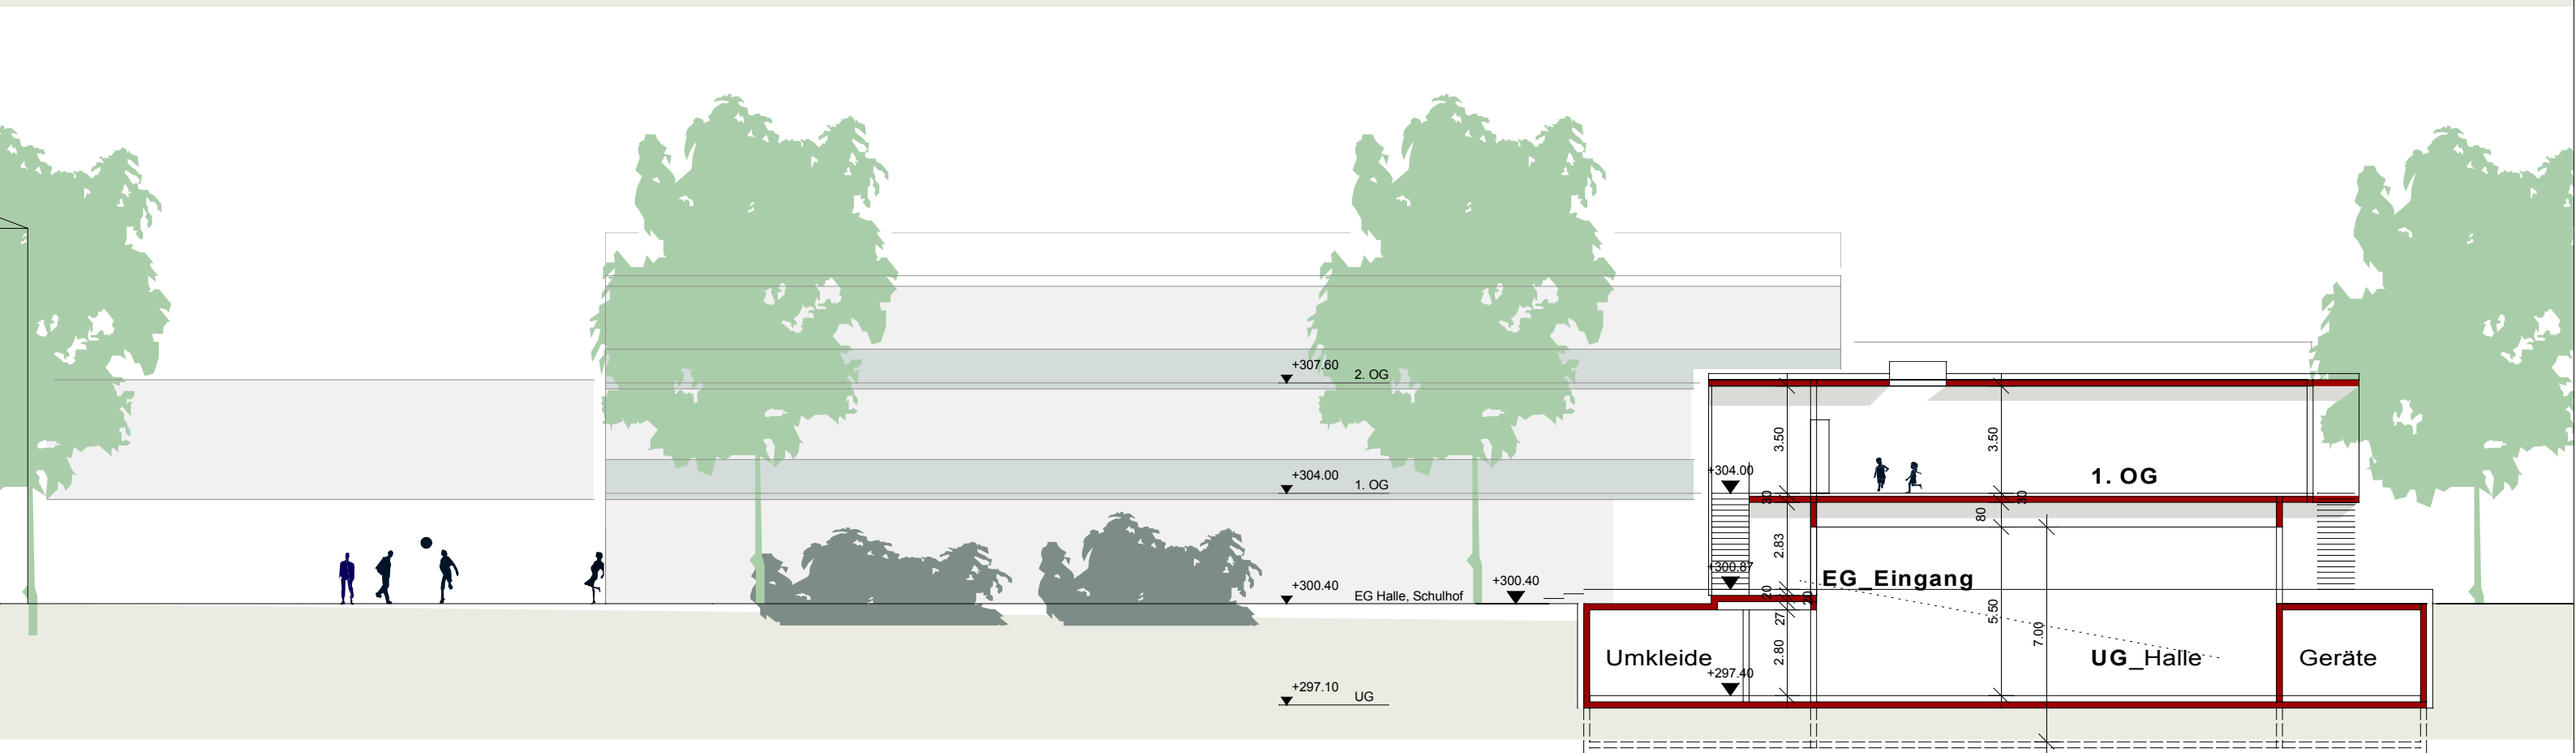 +307.60
2. OG
+304.00
1. OG
+300.40
EG Halle, Schulhof
+300.40
+297.10
UG
3.50
3.50
+304.00
1. OG
30
30
80
2.83
+300.87
EG_Eingang
20
20
27
5.50
7.00
2.80
Umkleide
+297.40
UG_Halle
Geräte